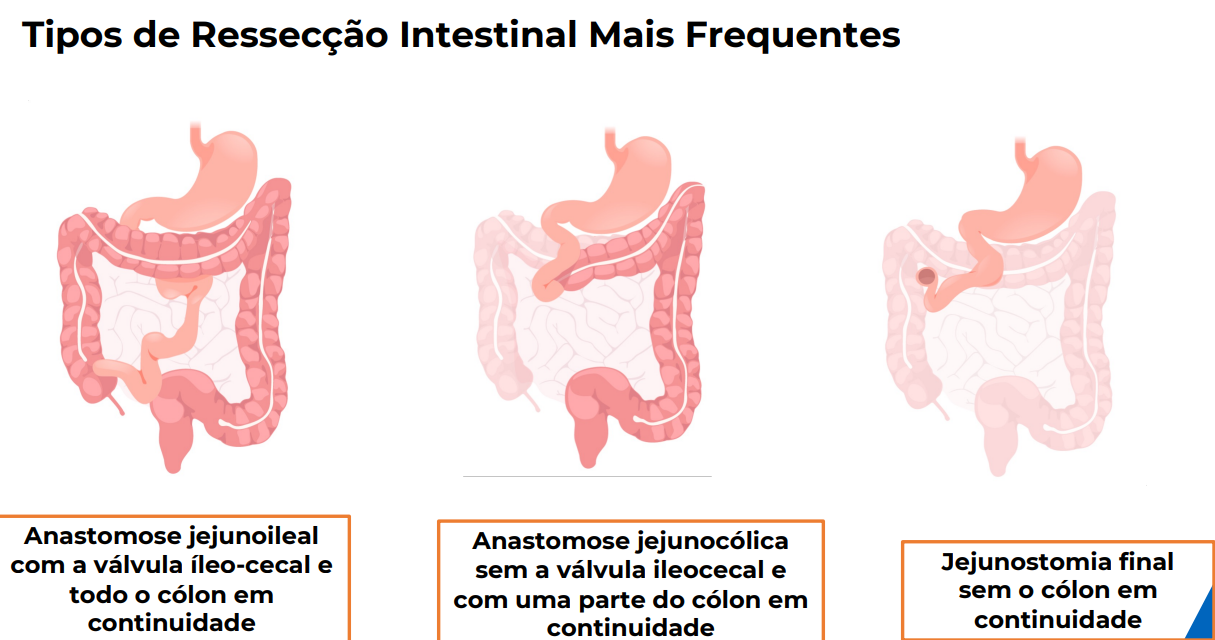 Tipos de Ressecção Intestinal Mais Frequentes
Anastomose jejunoileal
com a válvula íleo-cecal e
todo o cólon em
continuidade
Anastomose jejunocólica
sem a válvula ileocecal e
com uma parte do cólon em
continuidade
Jejunostomia final
sem o cólon em
continuidade